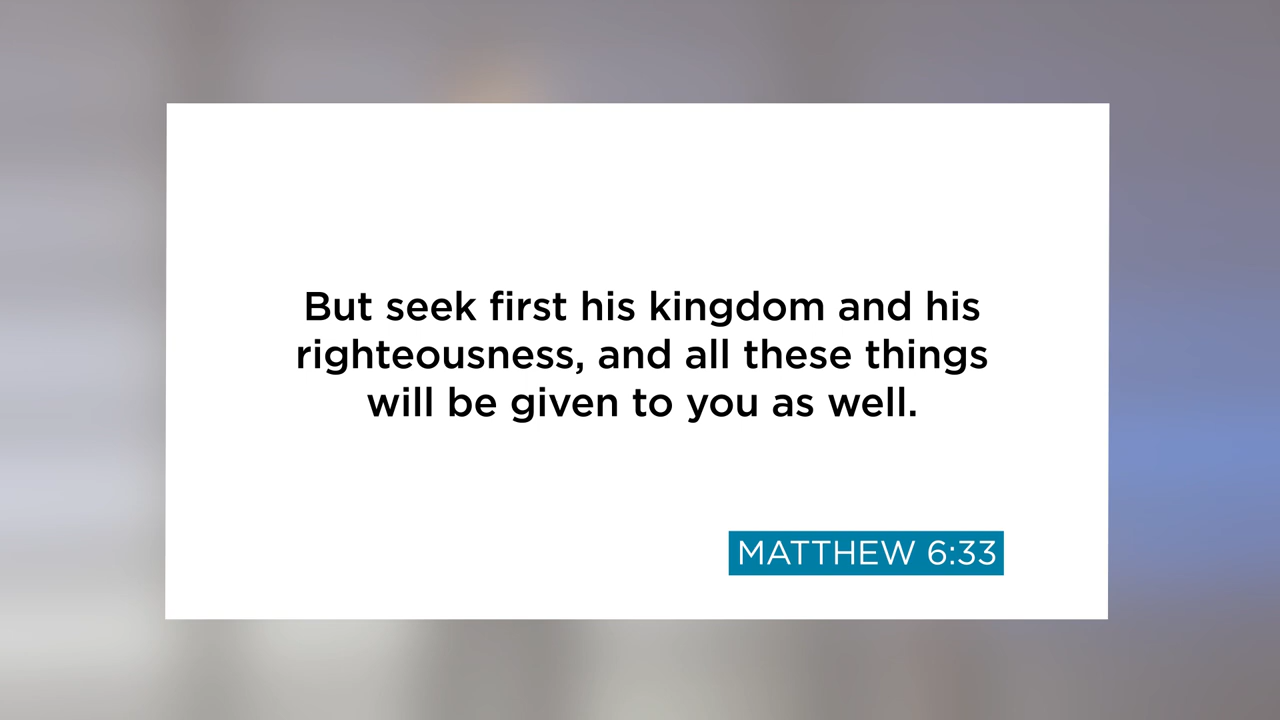 But seek first his kingdom and his
righteousness, and all these things
will be given to you as well.
MATTHEW 6:33